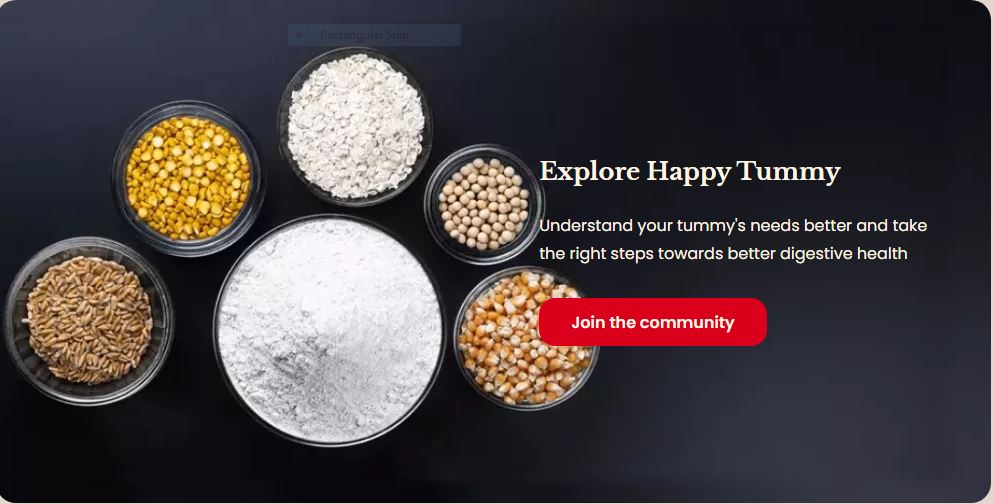 Rectangular Snip
Explore Happy Tummy
Understand your tummy's needs better and take
the right steps towards better digestive health
Join the community